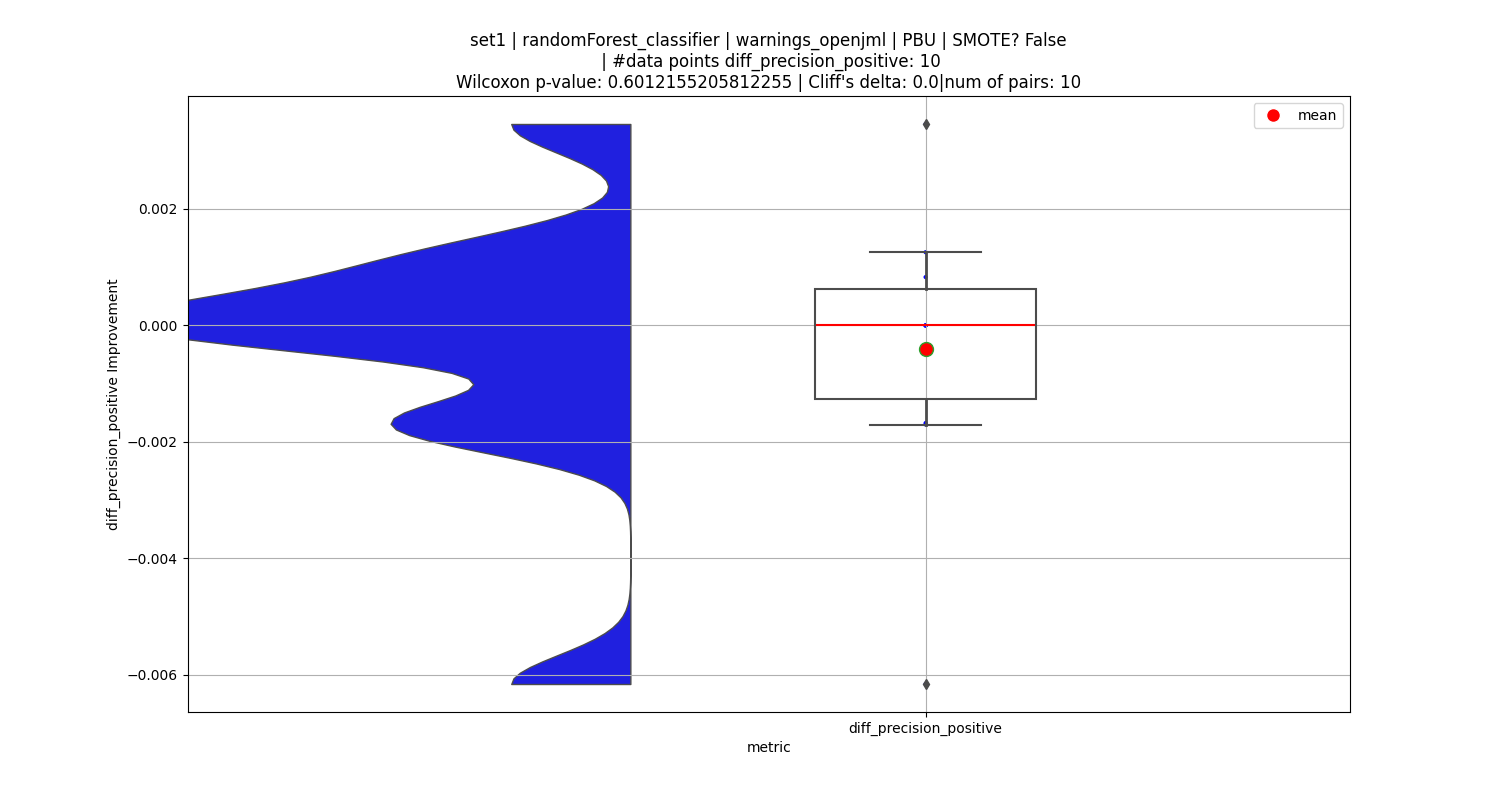 set1 | randomForest_classifier | warnings_openjml | PBU | SMOTE? False
| #data points diff_precision_positive: 10
Wilcoxon p-value: 0.6012155205812255 | Cliff's delta: 0.0|num of pairs: 10
mean
0.002
0.000
−0.002
−0.004
−0.006
diff_precision_positive Improvement
diff_precision_positive
metric